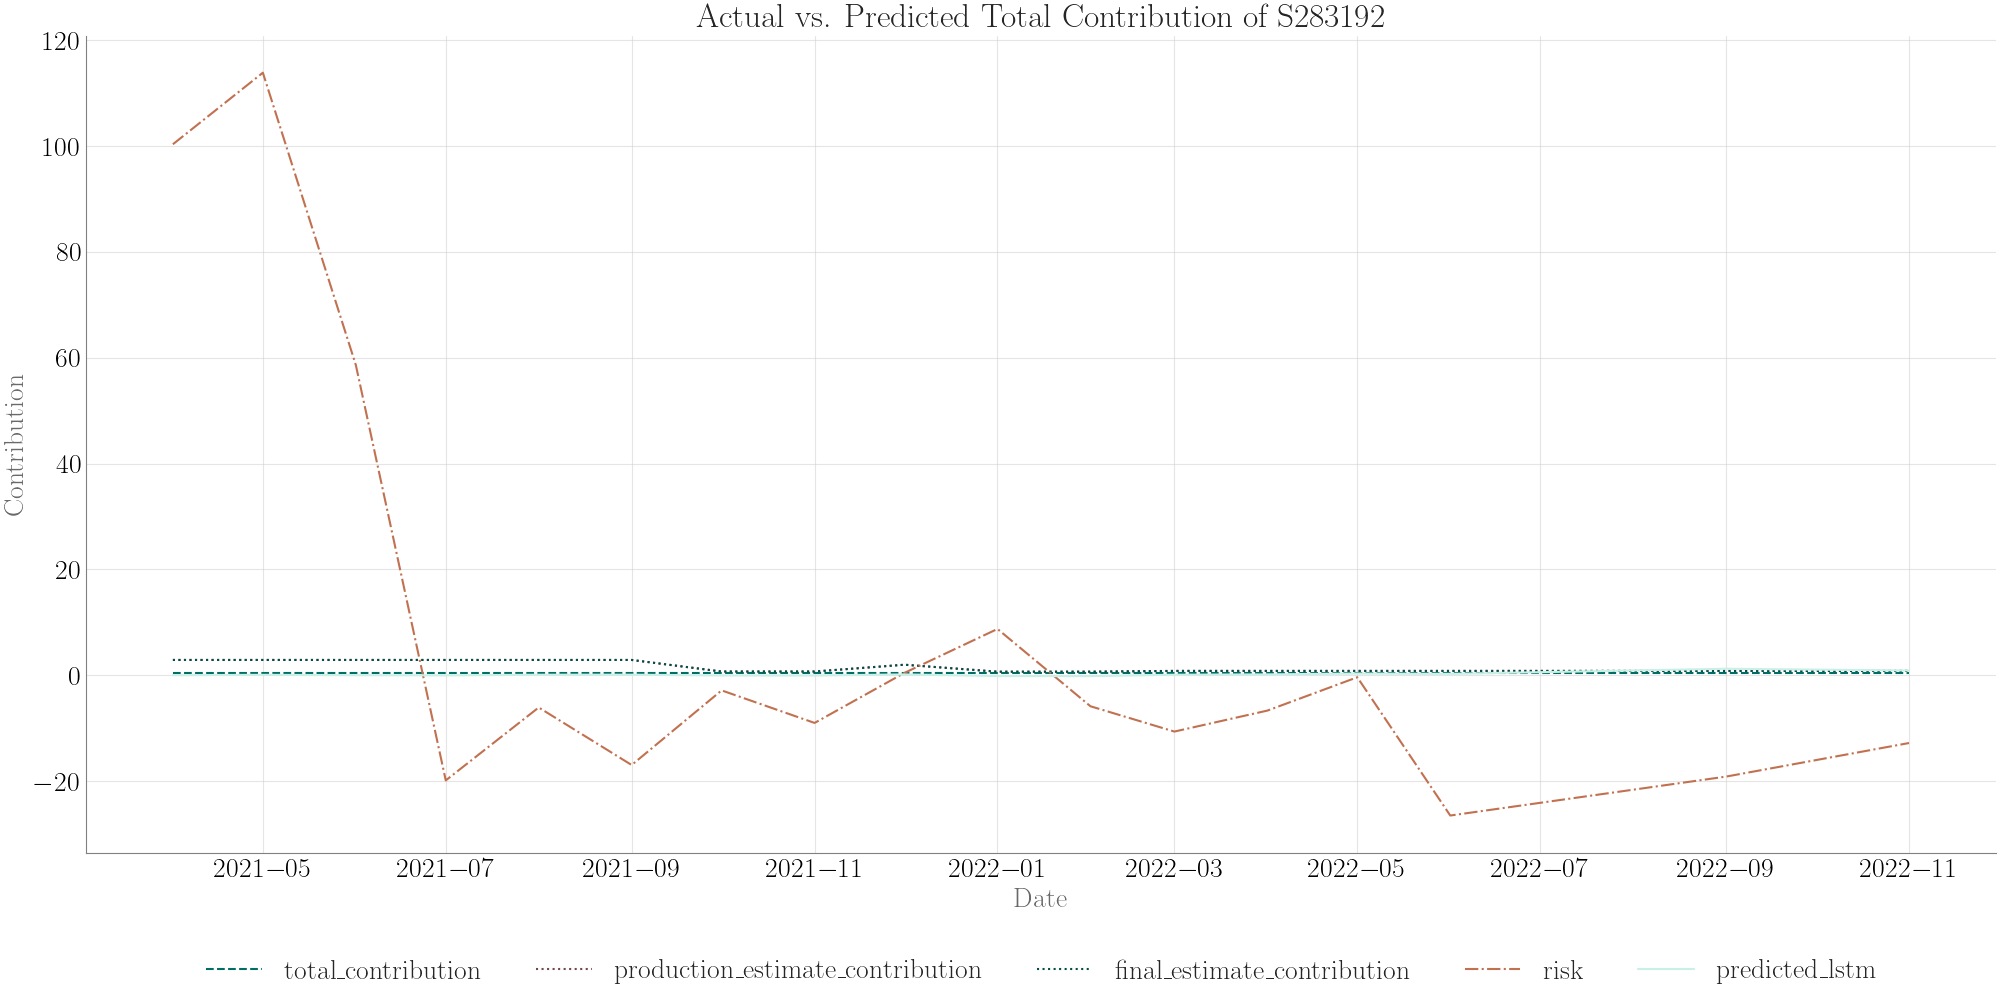 Actual vs. Predicted Total Contribution of S283192
120
100
80
60
40
20
0
−20
Contribution
2021−05 2021−07 2021−09 2021−11 2022−01 2022−03 2022−05 2022−07 2022−09 2022−11
Date
total_contribution production_estimate_contribution final_estimate_contribution risk predicted_lstm